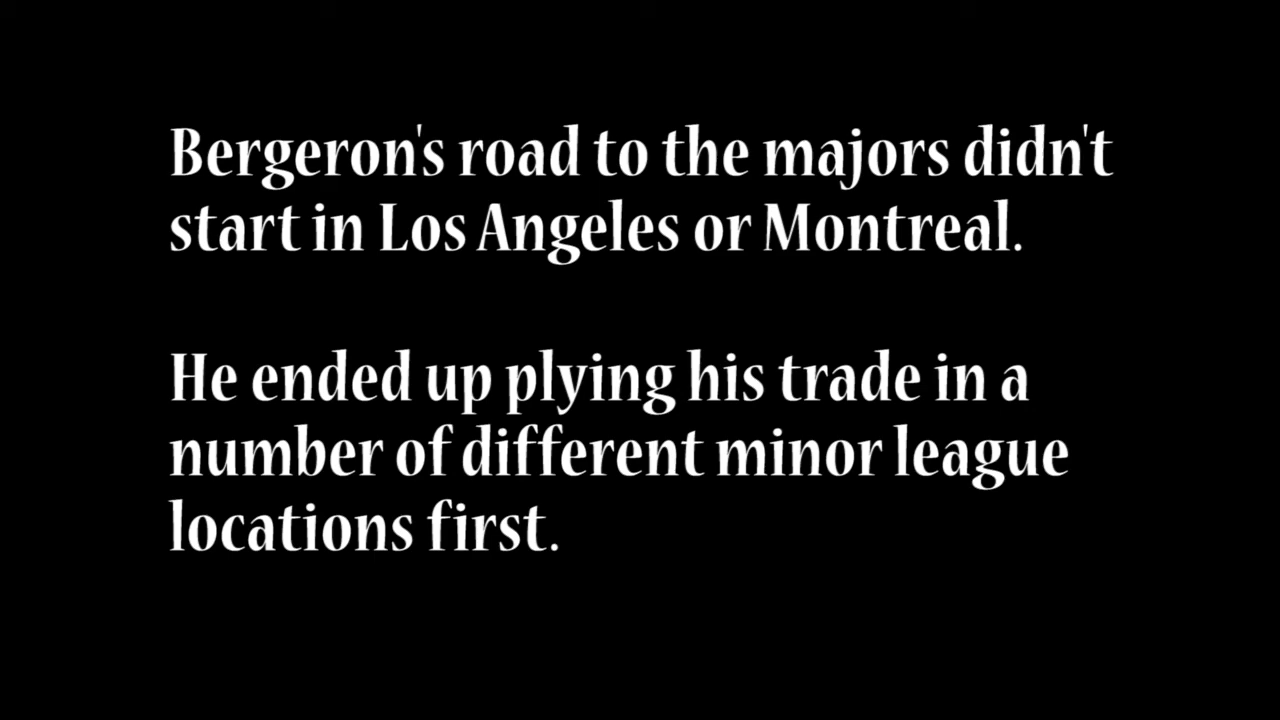 Bergeron's road to the majors didn't
start in Los Angeles or Montreal.
He ended up plying his trade in a
number of different minor league
locations first.